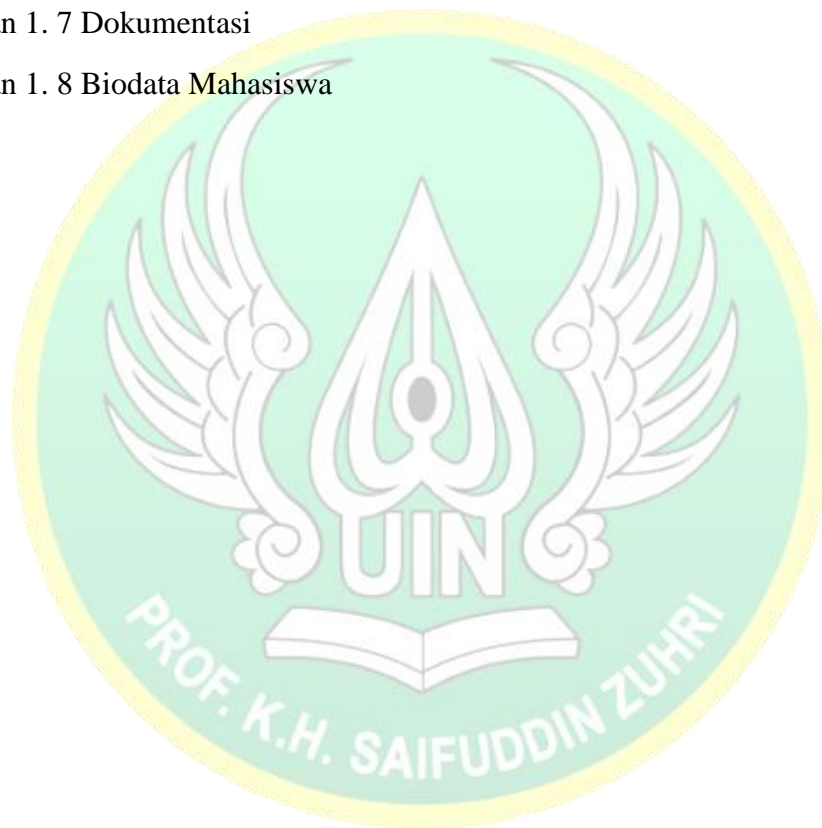 n 1. 7 Dokumentasi
n 1. 8 Biodata Mahasiswa
UIN
PROF. K.H. SAIFUDDIN ZUHRI